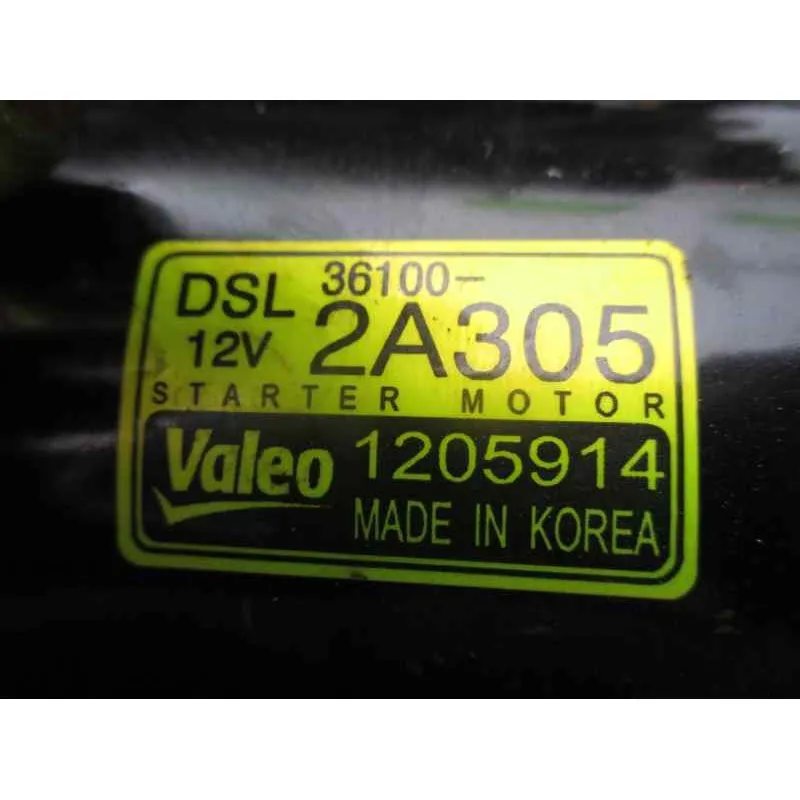 DSL 36100-
12V 2A305
STARTER MOTOR
Valeo 1205914
MADE IN KOREA